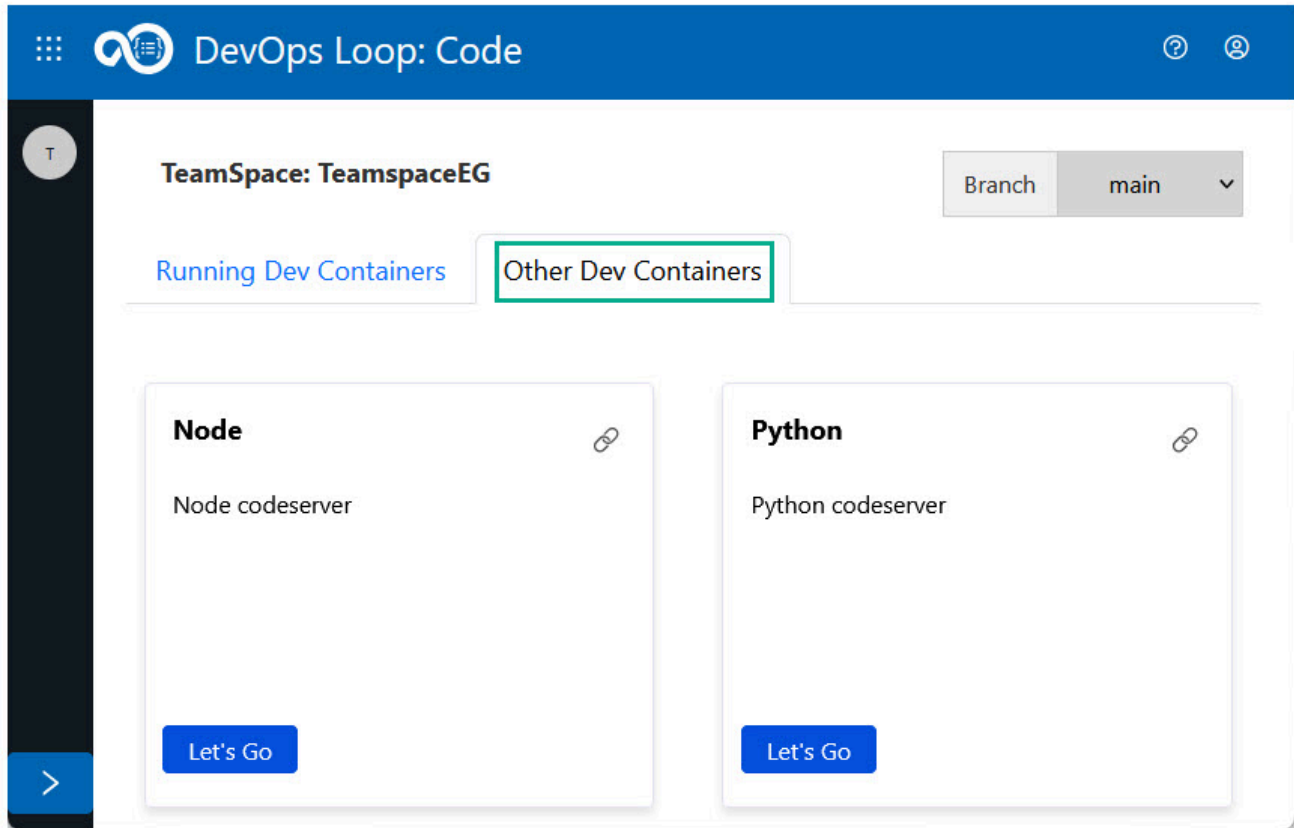 DevOps Loop: Code
T
TeamSpace: TeamspaceEG
Branch main
Running Dev Containers Other Dev Containers
Node
Node codeserver
Let's Go
Python
Python codeserver
Let's Go